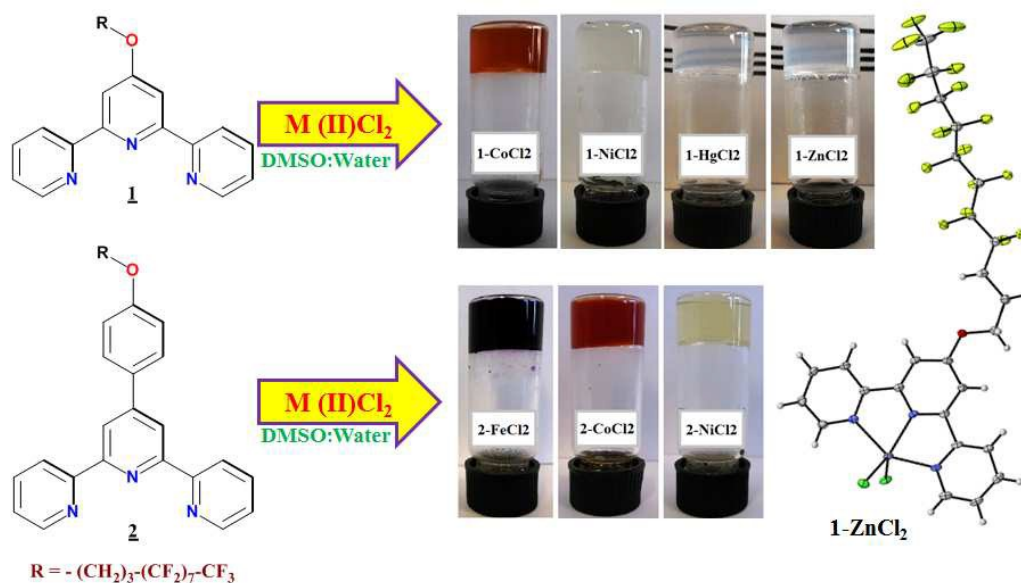 R
O
N
N
N
1
M (II)Cl₂
DMSO:Water
1-CoCl2
1-NiCl2
1-HgCl2
1-ZnCl2
R
O
N
N
N
2
M (II)Cl₂
DMSO:Water
2-FeCl2
2-CoCl2
2-NiCl2
1-ZnCl₂
R = - (CH₂)₃-(CF₂)₇-CF₃